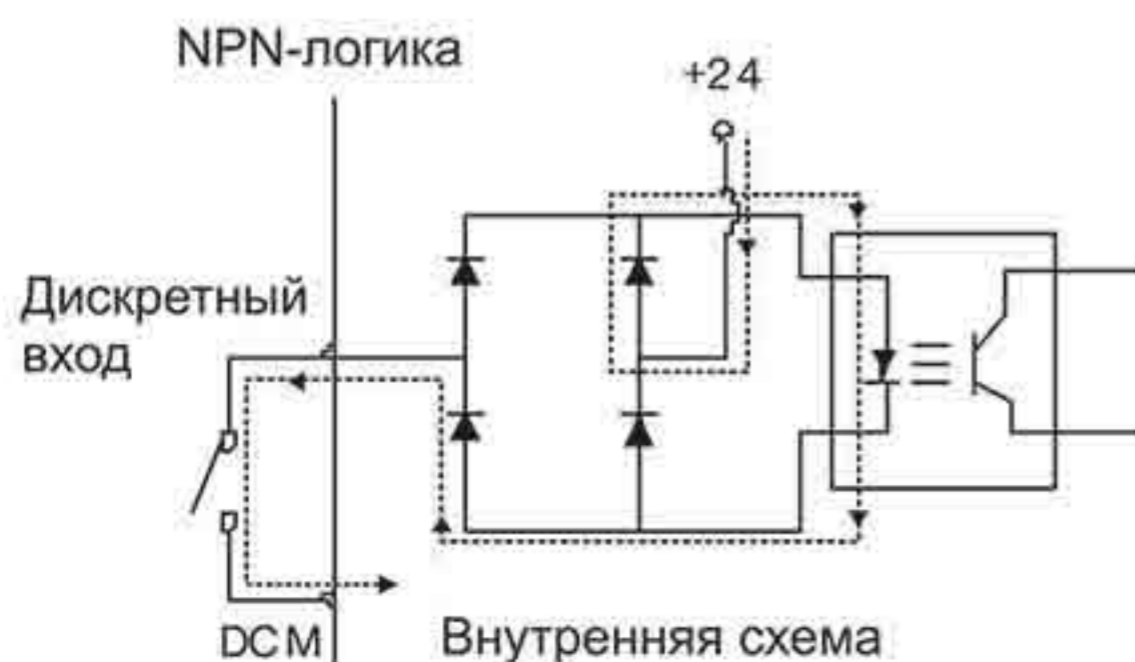 NPN-логика
+24
Дискретный
вход
DCM
Внутренняя схема